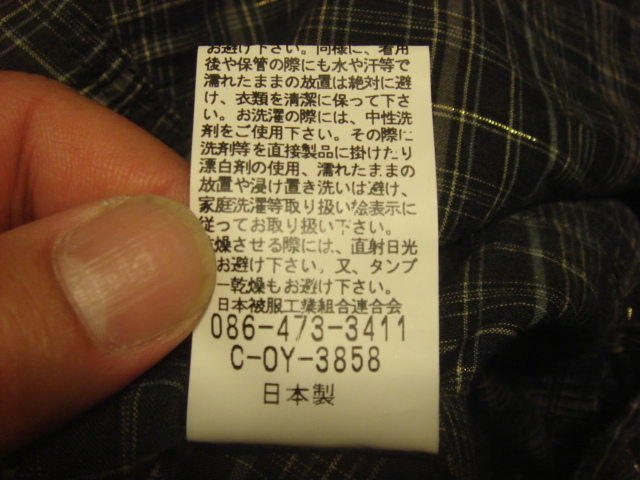 お避け下さい。同様に、着用
後や保管の際にも水や汗等で
濡れたままの放置は絶対に避
け、衣類を清潔に保って下さ
い。お洗濯の際には、中性洗
剤をご使用下さい。その際に
洗剤等を直接製品に掛けたり
漂白剤の使用、濡れたままの
放置や浸け置き洗いは避け、
家庭洗濯等取り扱い絵表示に
従ってお取り扱い下さい。
乾燥させる際には、直射日光
お避け下さい。又、タンブ
ー乾燥もお避け下さい。
日本被服工業組合連合会
086-473-3411
C-OY-3858
日本製